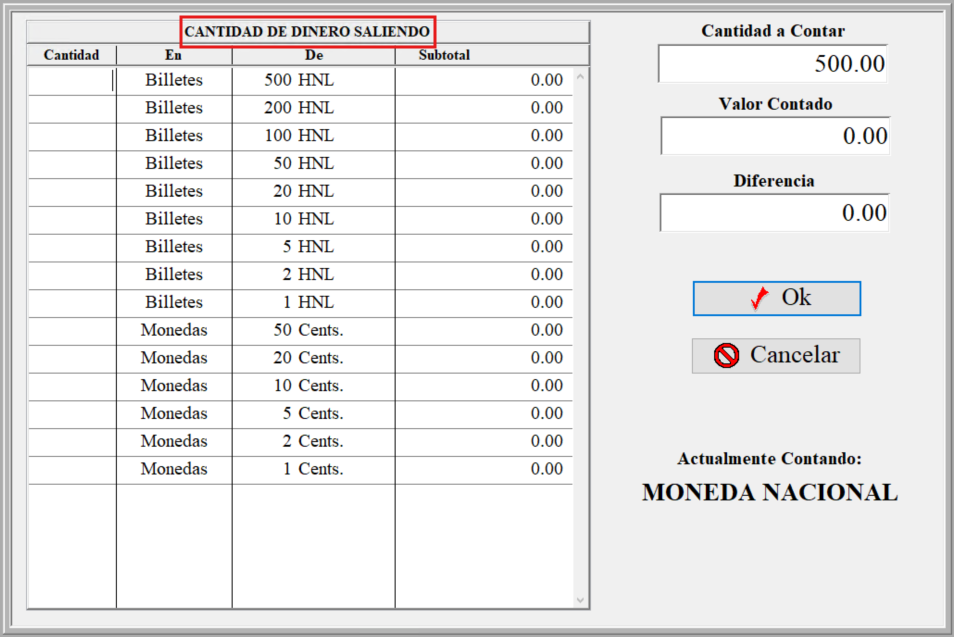 CANTIDAD DE DINERO SALIENDO
Cantidad En De Subtotal
Billetes 500 HNL 0.00
Billetes 200 HNL 0.00
Billetes 100 HNL 0.00
Billetes 50 HNL 0.00
Billetes 20 HNL 0.00
Billetes 10 HNL 0.00
Billetes 5 HNL 0.00
Billetes 2 HNL 0.00
Billetes 1 HNL 0.00
Monedas 50 Cents. 0.00
Monedas 20 Cents. 0.00
Monedas 10 Cents. 0.00
Monedas 5 Cents. 0.00
Monedas 2 Cents. 0.00
Monedas 1 Cents. 0.00
Cantidad a Contar
500.00
Valor Contado
0.00
Diferencia
0.00
Ok
Cancelar
Actualmente Contando:
MONEDA NACIONAL